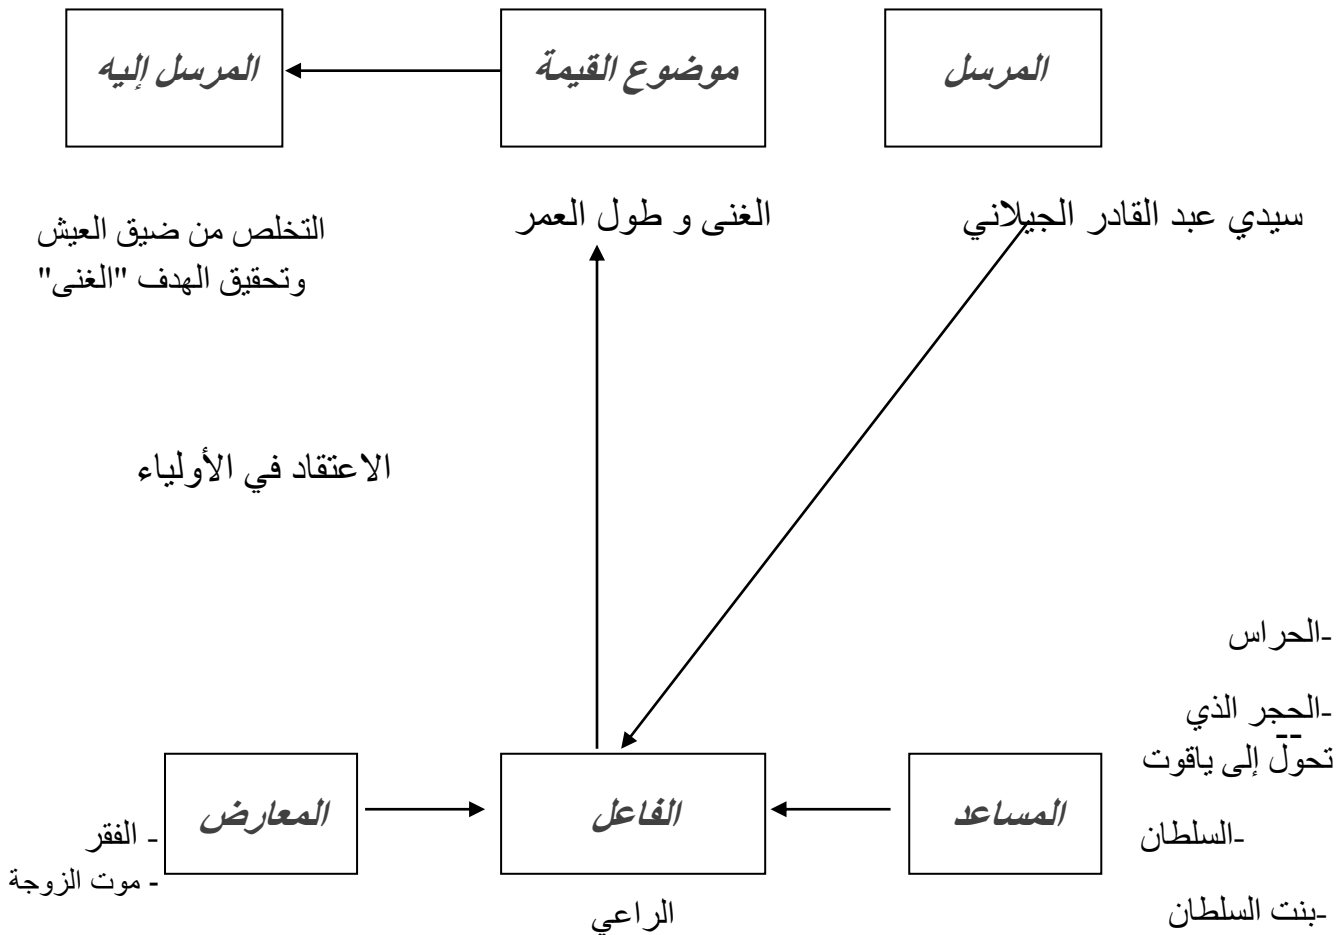 المرسل
موضوع القيمة
المرسل إليه
سيدي عبد القادر الجيلاني
الغنى و طول العمر
التخلص من ضيق العيش
وتحقيق الهدف "الغنى"
الاعتقاد في الأولياء
-الحراس
-الحجر الذي
تحول إلى ياقوت
-السلطان
-بنت السلطان
المساعد
الفاعل
المعارض
الراعي
- الفقر
- موت الزوجة